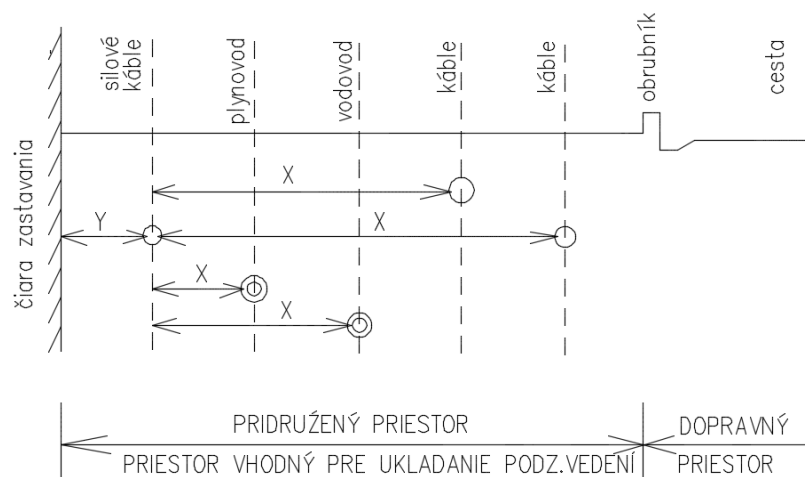 čiara zastavania
silové
káble
plynovod
vodovod
káble
káble
obrubník
cesta
X
Y
X
X
X
PRIDRUŽENÝ PRIESTOR
DOPRAVNÝ
PRIESTOR VHODNÝ PRE UKLADANIE PODZ.VEDENÍ
PRIESTOR